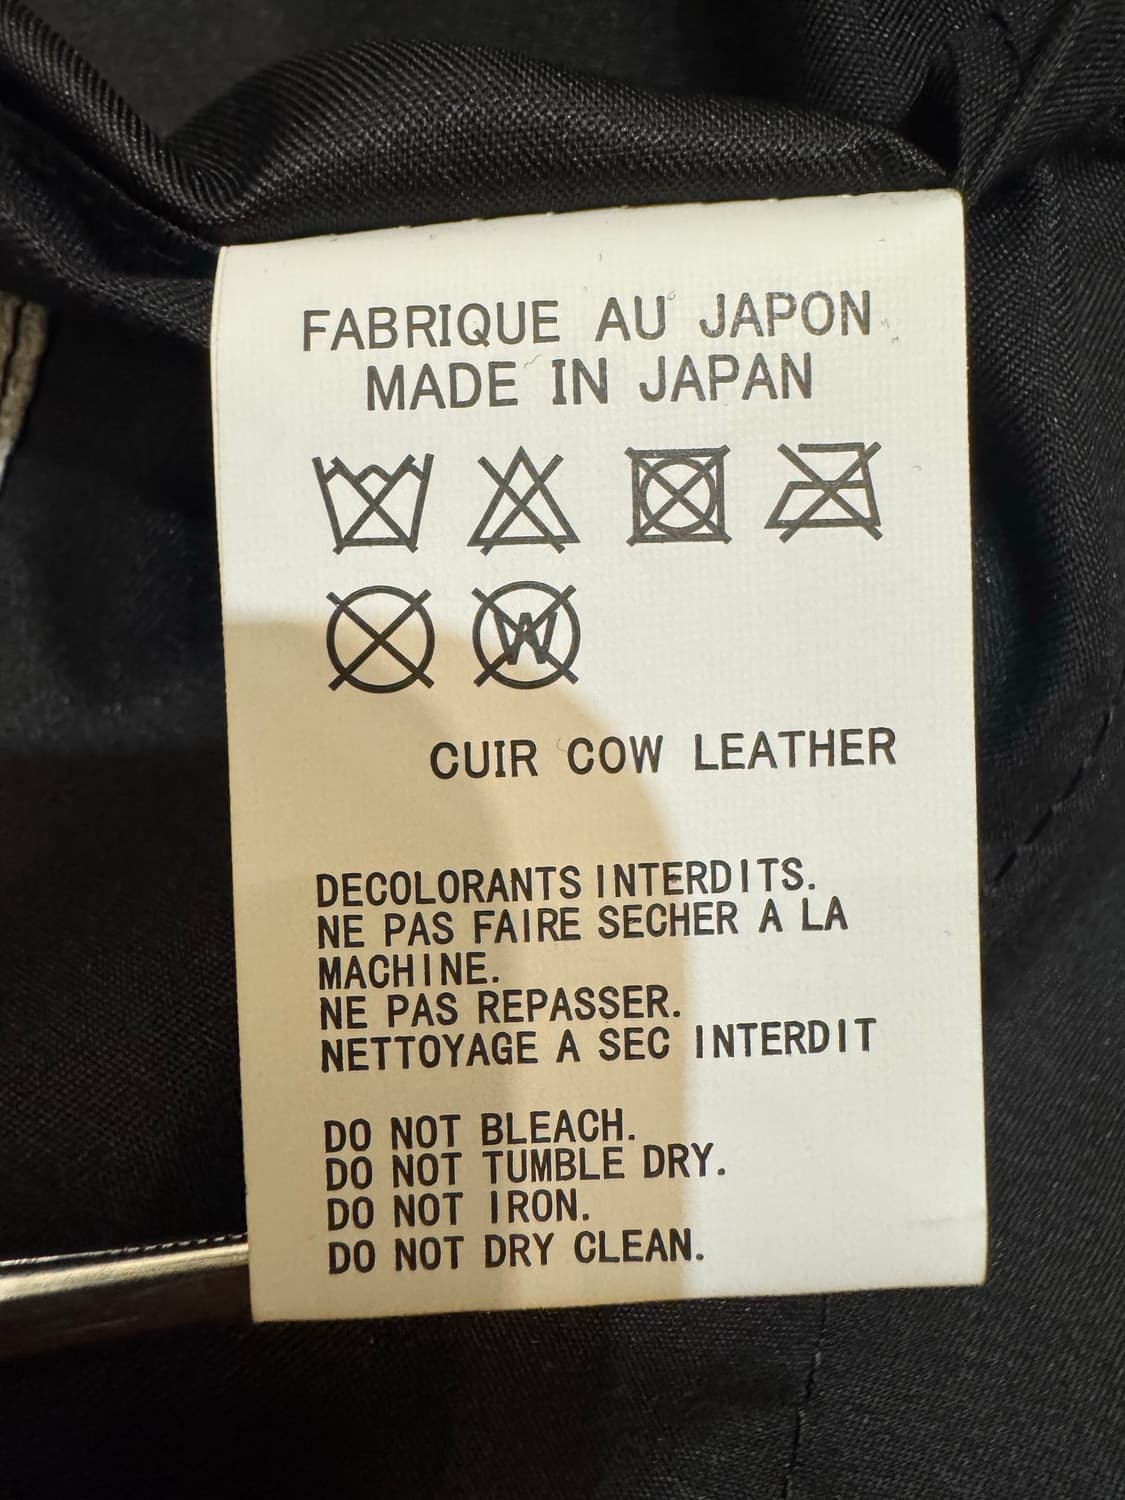 FABRIQUE AU JAPON
MADE IN JAPAN
W
CUIR COW LEATHER
DECOLORANTS INTERDITS.
NE PAS FAIRE SECHER A LA
MACHINE.
NE PAS REPASSER.
NETTOYAGE A SEC INTERDIT
DO NOT BLEACH.
DO NOT TUMBLE DRY.
DO NOT IRON.
DO NOT DRY CLEAN.